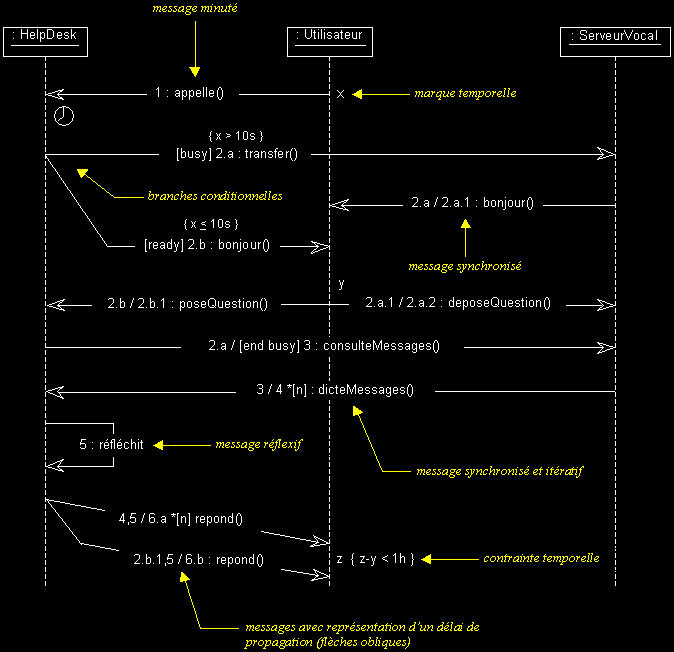 message minuté
: HelpDesk
: Utilisateur
: ServeurVocal
1 : appelle()
x
marque temporelle
{ x > 10s }
[busy] 2.a : transfer()
branches conditionnelles
2.a / 2.a.1 : bonjour()
{ x ≤ 10s }
[ready] 2.b : bonjour()
message synchronisé
y
2.b / 2.b.1 : poseQuestion()
2.a.1 / 2.a.2 : deposeQuestion()
2.a / [end busy] 3 : consulteMessages()
3 / 4 *[n] : dicteMessages()
5 : réfléchit
message réflexif
message synchronisé et itératif
4,5 / 6.a *[n] repond()
2.b.1,5 / 6.b : repond()
z { z-y < 1h }
contrainte temporelle
messages avec représentation d'un délai de
propagation (flèches obliques)